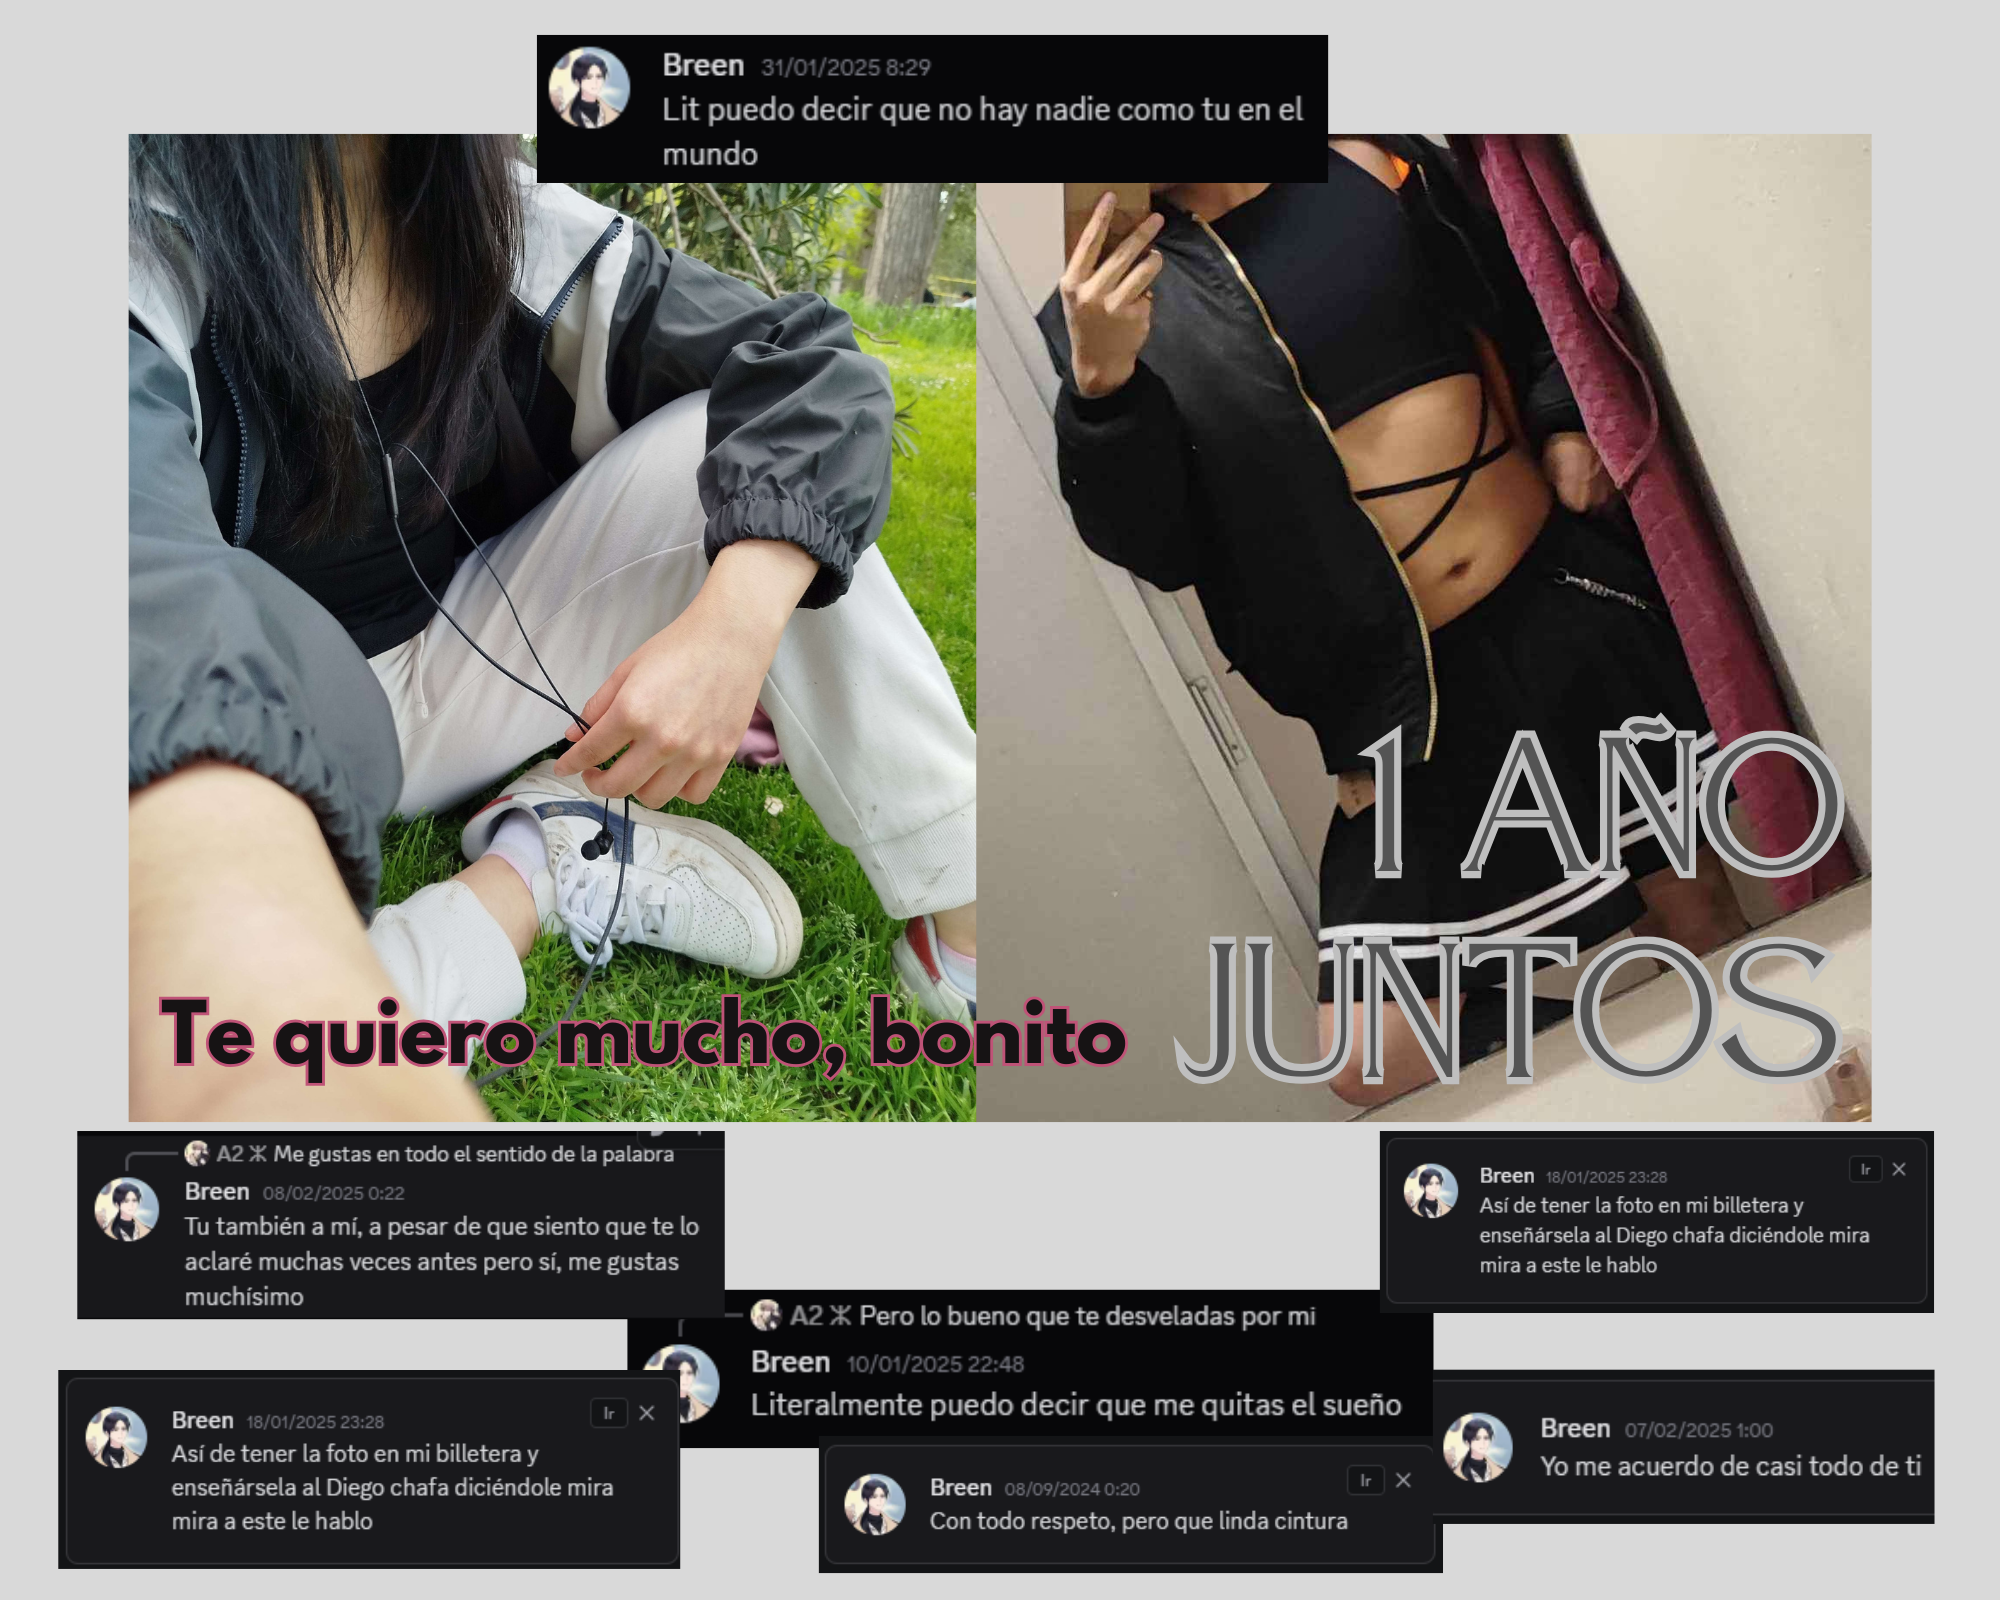 Breen 31/01/2025 8:29
Lit puedo decir que no hay nadie como tu en el
mundo
1 AÑO
JUNTOS
Te quiero mucho, bonito
A2 ⵣ Me gustas en todo el sentido de la palabra
Breen 08/02/2025 0:22
Tu también a mí, a pesar de que siento que te lo
aclaré muchas veces antes pero sí, me gustas
muchísimo
Breen 18/01/2025 23:28 Ir
Así de tener la foto en mi billetera y
enseñársela al Diego chafa diciéndole mira
mira a este le hablo
A2 ⵣ Pero lo bueno que te desveladas por mi
Breen 10/01/2025 22:48
Literalmente puedo decir que me quitas el sueño
Breen 18/01/2025 23:28 Ir
Así de tener la foto en mi billetera y
enseñársela al Diego chafa diciéndole mira
mira a este le hablo
Breen 08/09/2024 0:20 Ir
Con todo respeto, pero que linda cintura
Breen 07/02/2025 1:00
Yo me acuerdo de casi todo de ti